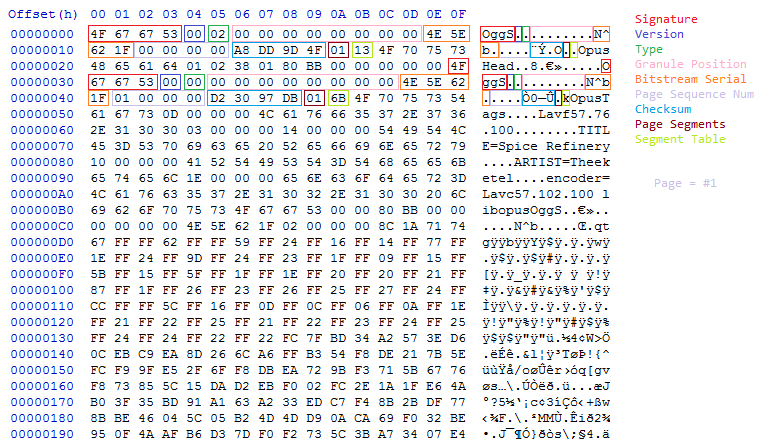 Offset(h) 00 01 02 03 04 05 06 07 08 09 0A 0B 0C 0D 0E 0F
00000000 4F 67 67 53 00 02 00 00 00 00 00 00 00 00 4E 5E OggS..........N^
00000010 62 1F 00 00 00 00 A8 DD 9D 4F 01 13 4F 70 75 73 b.....¨Ý.O..Opus
00000020 48 65 61 64 01 02 38 01 80 BB 00 00 00 00 00 4F Head..8.€».....O
00000030 67 67 53 00 00 00 00 00 00 00 00 00 00 4E 5E 62 ggS..........N^b
00000040 1F 01 00 00 00 D2 30 97 DB 01 6B 4F 70 75 73 54 .....Ò0—Û.kOpusT
00000050 61 67 73 0D 00 00 00 4C 61 76 66 35 37 2E 37 36 ags....Lavf57.76
00000060 2E 31 30 30 03 00 00 00 14 00 00 00 54 49 54 4C .100........TITL
00000070 45 3D 53 70 69 63 65 20 52 65 66 69 6E 65 72 79 E=Spice Refinery
00000080 10 00 00 00 41 52 54 49 53 54 3D 54 68 65 65 6B ....ARTIST=Theek
00000090 65 74 65 6C 1E 00 00 00 65 6E 63 6F 64 65 72 3D etel....encoder=
000000A0 4C 61 76 63 35 37 2E 31 30 32 2E 31 30 30 20 6C Lavc57.102.100 l
000000B0 69 62 6F 70 75 73 4F 67 67 53 00 00 80 BB 00 00 ibopusOggS..€»..
000000C0 00 00 00 00 4E 5E 62 1F 02 00 00 00 8C 1A 71 74 ....N^b.....Œ.qt
000000D0 67 FF FF 62 FF FF 59 FF 24 FF 16 FF 14 FF 77 FF gÿÿbÿÿYÿ$ÿ.ÿ.ÿwÿ
000000E0 1E FF 24 FF 9D FF 24 FF 23 FF 1F FF 09 FF 15 FF .ÿ$ÿ.ÿ$ÿ#ÿ.ÿ.ÿ.ÿ
000000F0 5B FF 15 FF 5F FF 1F FF 1E FF 20 FF 20 FF 21 FF [ÿ.ÿ_ÿ.ÿ.ÿ ÿ ÿ!ÿ
00000100 87 FF 1F FF 26 FF 23 FF 26 FF 25 FF 27 FF 24 FF ‡ÿ.ÿ&ÿ#ÿ&ÿ%ÿ'ÿ$ÿ
00000110 CC FF FF 5C FF 16 FF 0D FF 0C FF 06 FF 0A FF 1E Ìÿÿ\ÿ.ÿ.ÿ.ÿ.ÿ.ÿ.
00000120 FF 21 FF 22 FF 25 FF 21 FF 22 FF 23 FF 24 FF 25 ÿ!ÿ"ÿ%ÿ!ÿ"ÿ#ÿ$ÿ%
00000130 FF 24 FF 24 FF 22 FF 22 FC 7F BD 34 A2 57 3E D6 ÿ$ÿ$ÿ"ÿ"ü.½4¢W>Ö
00000140 0C EB C9 EA 8D 26 6C A6 FF B3 54 F8 DE 21 7B 5E .ëÉê.&l¦ÿ³TøÞ!{^
00000150 FC F9 9F E5 2F 6F F8 DB EA 72 9B F3 71 5B 67 76 üùŸå/oøÛêr›óq[gv
00000160 F8 73 85 5C 15 DA D2 EB F0 02 FC 2E 1A 1F E6 4A øs…\.ÚÒëð.ü...æJ
00000170 B0 3F 35 BD 91 A1 63 A2 33 ED C7 F4 8B 2B DF 77 °?5½‘¡c¢3íÇô‹+ßw
00000180 8B BE 46 04 5C 05 B2 4D 4D D9 0A CA 69 F0 32 BE ‹¾F.\.²MMÙ.Êið2¾
00000190 95 0F 4A AF B6 D3 7D F0 F2 73 5C 3B A7 34 07 E4 •.J¯¶Ó}ðòs\;§4.ä
Signature
Version
Type
Granule Position
Bitstream Serial
Page Sequence Num
Checksum
Page Segments
Segment Table
Page = #1